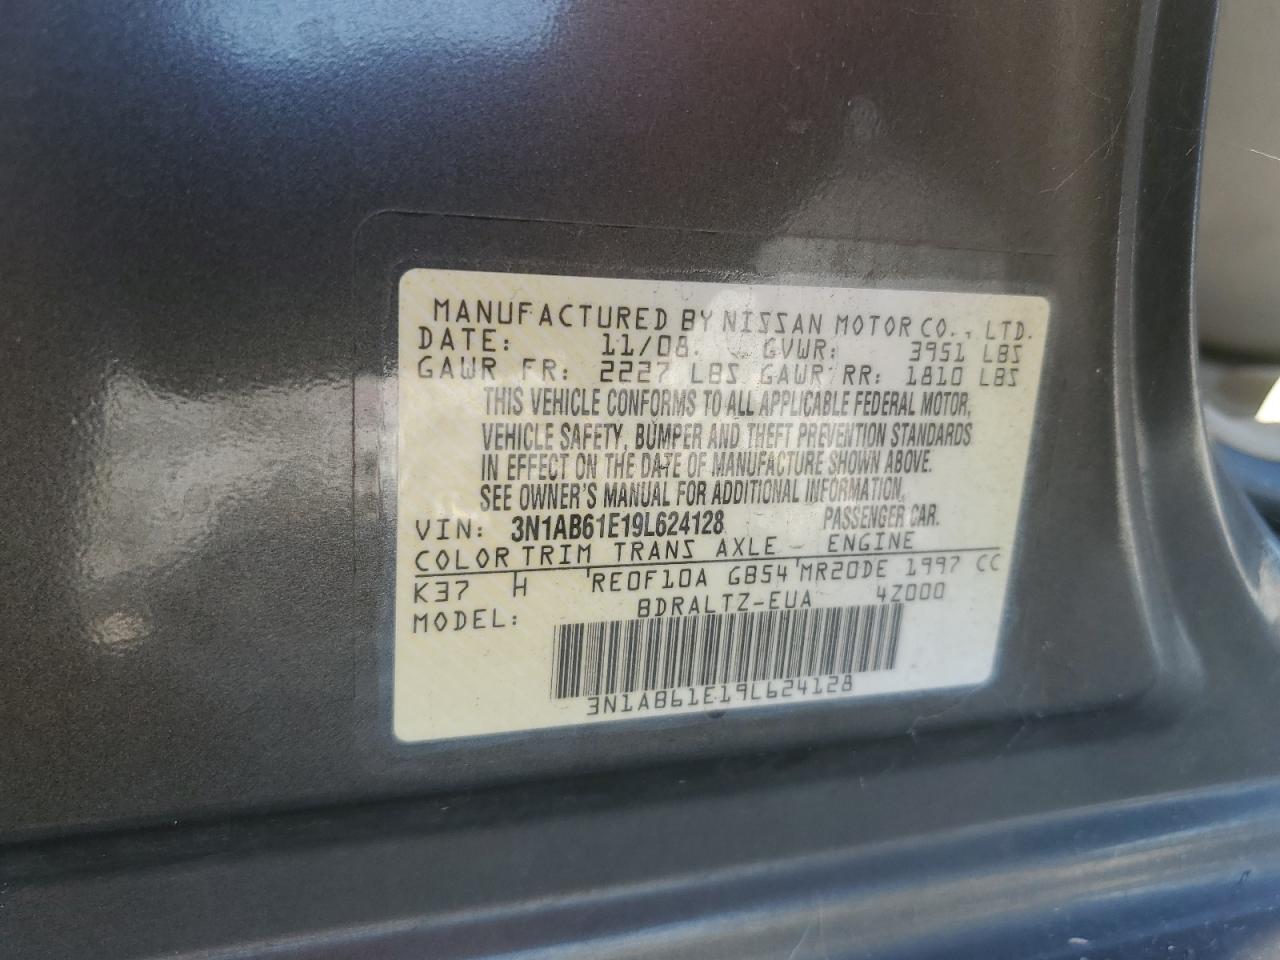 MANUFACTURED BY NISSAN MOTOR CO., LTD.
DATE: 11/08. GVWR: 3951 LBS
GAWR FR: 2227 LBS GAWR RR: 1810 LBS
THIS VEHICLE CONFORMS TO ALL APPLICABLE FEDERAL MOTOR,
VEHICLE SAFETY, BUMPER AND THEFT PREVENTION STANDARDS
IN EFFECT ON THE DATE OF MANUFACTURE SHOWN ABOVE.
SEE OWNER'S MANUAL FOR ADDITIONAL INFORMATION.
VIN: 3N1AB61E19L624128 PASSENGER CAR.
COLOR TRIM TRANS AXLE - ENGINE
K37 H RE0F10A GB54 MR20DE 1997 CC
MODEL: BDRALTZ-EUA 4Z000
3N1AB61E19L624128